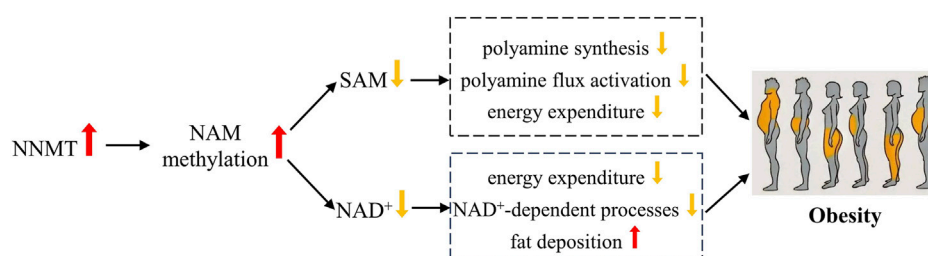 NNMT
NAM
methylation
SAM
polyamine synthesis
polyamine flux activation
energy expenditure
NAD⁺
energy expenditure
NAD⁺-dependent processes
fat deposition
Obesity